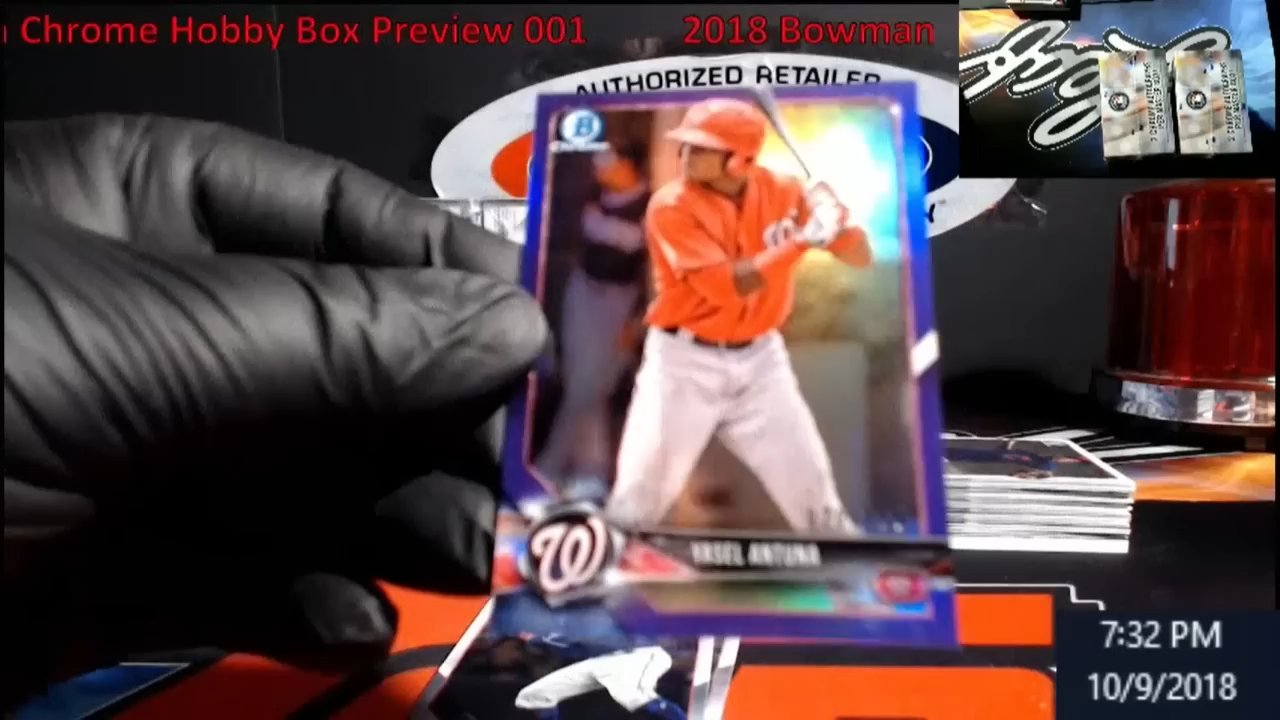 Chrome Hobby Box Preview 001
2018 Bowman
AUTHORIZED RETAILER
B
W
YASEL ANTUNA
7:32 PM
10/9/2018